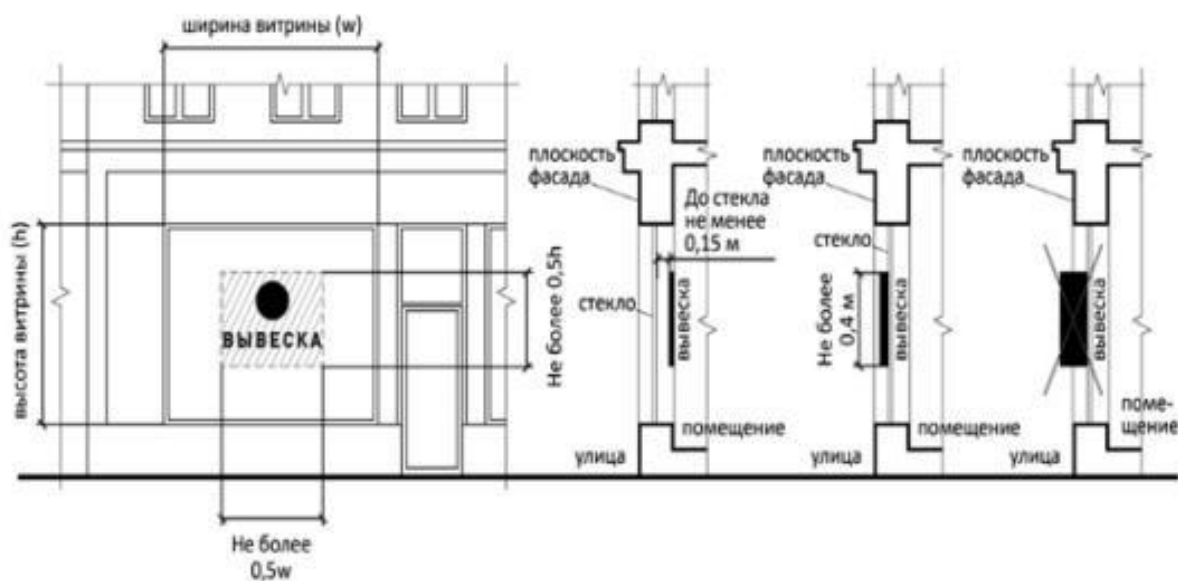 ширина витрины (w)
высота витрины (h)
ВЫВЕСКА
Не более 0,5h
Не более
0,5w
плоскость
фасада
До стекла
не менее
0,15 м
стекло
вывеска
помещение
улица
плоскость
фасада
стекло
Не более
0,4 м
вывеска
помещение
улица
плоскость
фасада
вывеска
поме-
щение
улица